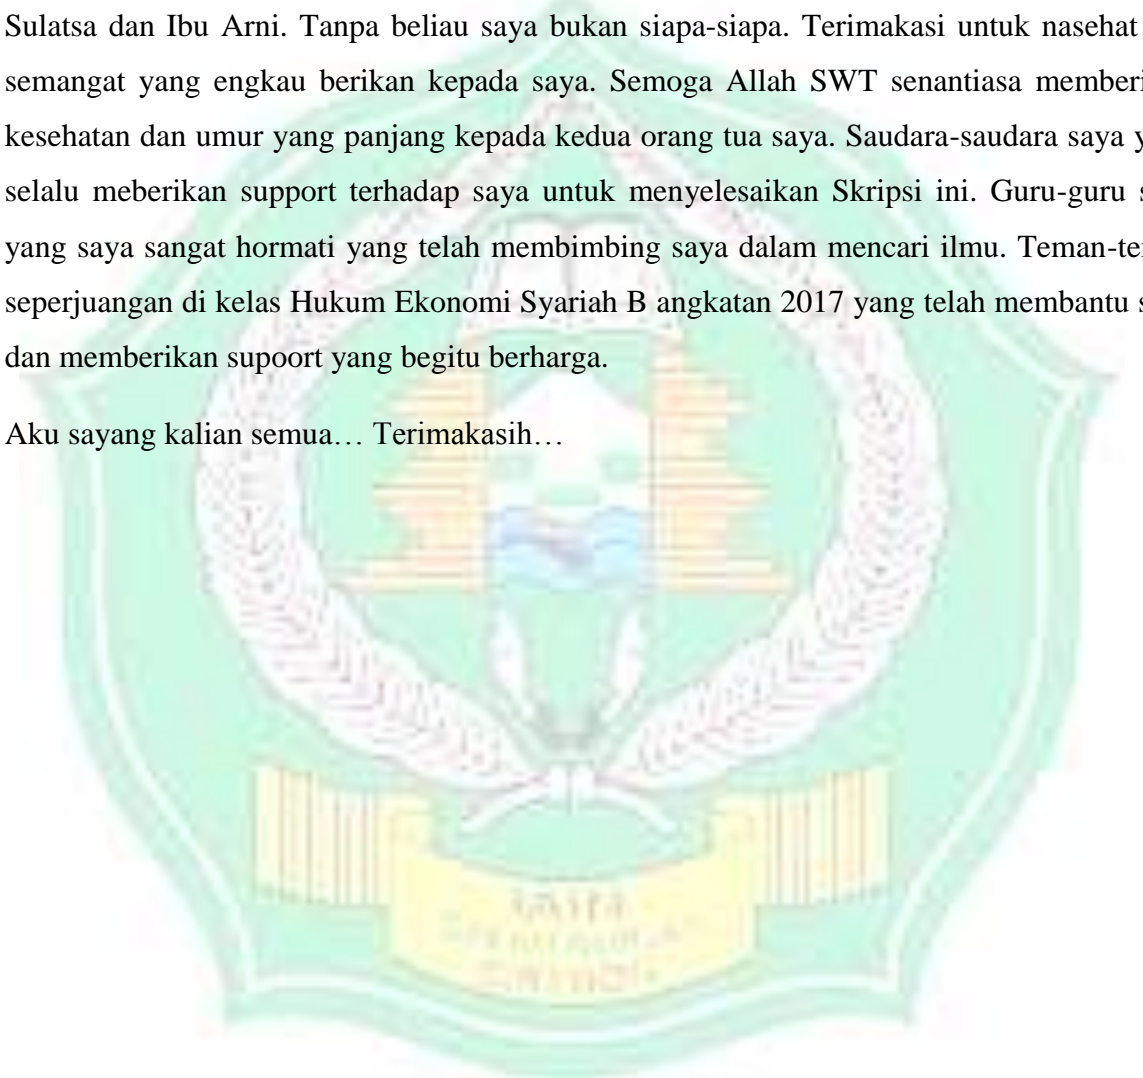 Sulatsa dan Ibu Arni. Tanpa beliau saya bukan siapa-siapa. Terimakasi untuk nasehat
semangat yang engkau berikan kepada saya. Semoga Allah SWT senantiasa memberi
kesehatan dan umur yang panjang kepada kedua orang tua saya. Saudara-saudara saya y
selalu meberikan support terhadap saya untuk menyelesaikan Skripsi ini. Guru-guru s
yang saya sangat hormati yang telah membimbing saya dalam mencari ilmu. Teman-te
seperjuangan di kelas Hukum Ekonomi Syariah B angkatan 2017 yang telah membantu s
dan memberikan supoort yang begitu berharga.
Aku sayang kalian semua… Terimakasih…